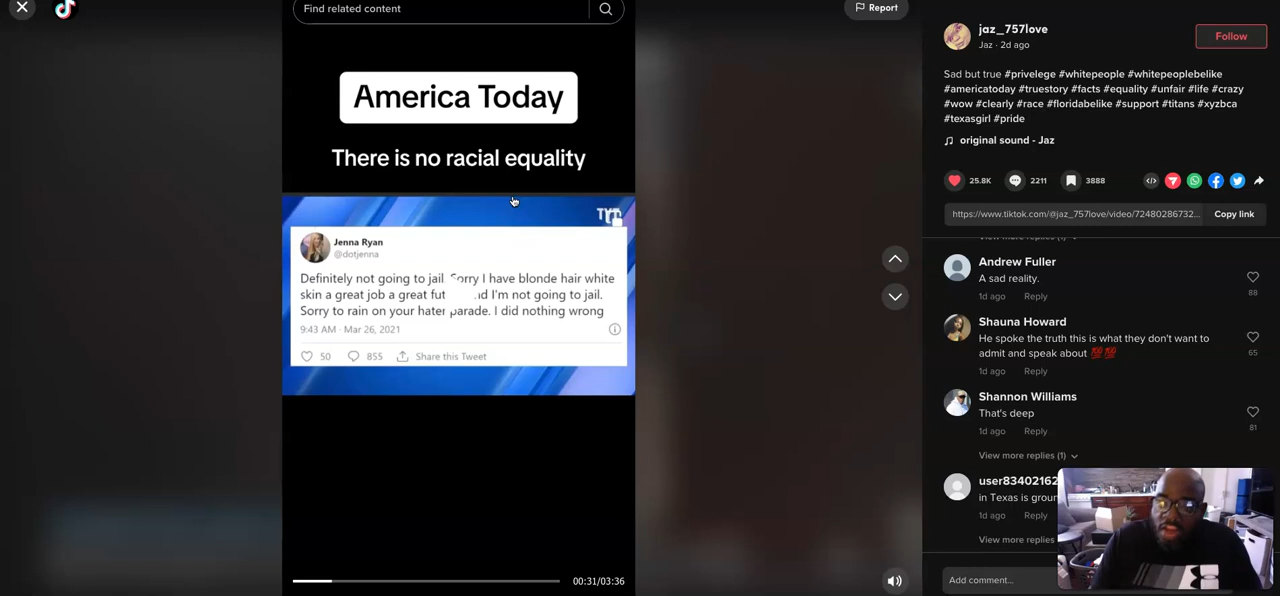 Find related content
Report
America Today
There is no racial equality
TYT
Jenna Ryan
@dotjenna
Definitely not going to jail. Sorry I have blonde hair white
skin a great job a great fut nd I'm not going to jail.
Sorry to rain on your hater parade. I did nothing wrong
9:43 AM · Mar 26, 2021
50 855 Share this Tweet
00:31/03:36
jaz_757love
Jaz · 2d ago
Follow
Sad but true #privelege #whitepeople #whitepeoplebelike
#americatoday #truestory #facts #equality #unfair #life #crazy
#wow #clearly #race #floridabelike #support #titans #xyzbca
#texasgirl #pride
original sound - Jaz
25.8K 2211 3888
https://www.tiktok.com/@jaz_757love/video/72480286732...
Copy link
Andrew Fuller
A sad reality.
88
1d ago Reply
Shauna Howard
He spoke the truth this is what they don't want to
admit and speak about 💯💯
65
1d ago Reply
Shannon Williams
That's deep
81
1d ago Reply
View more replies (1)
user83402162
in Texas is groun
1d ago Reply
View more replies
Add comment...